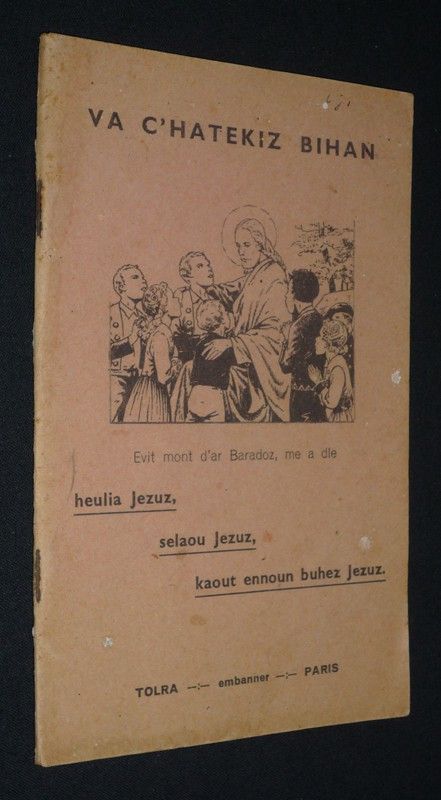 VA C'HATEKIZ BIHAN
Evit mont d'ar Baradoz, me a dle
heulia Jezuz,
selaou Jezuz,
kaout ennoun buhez Jezuz.
TOLRA —:— embanner —:— PARIS